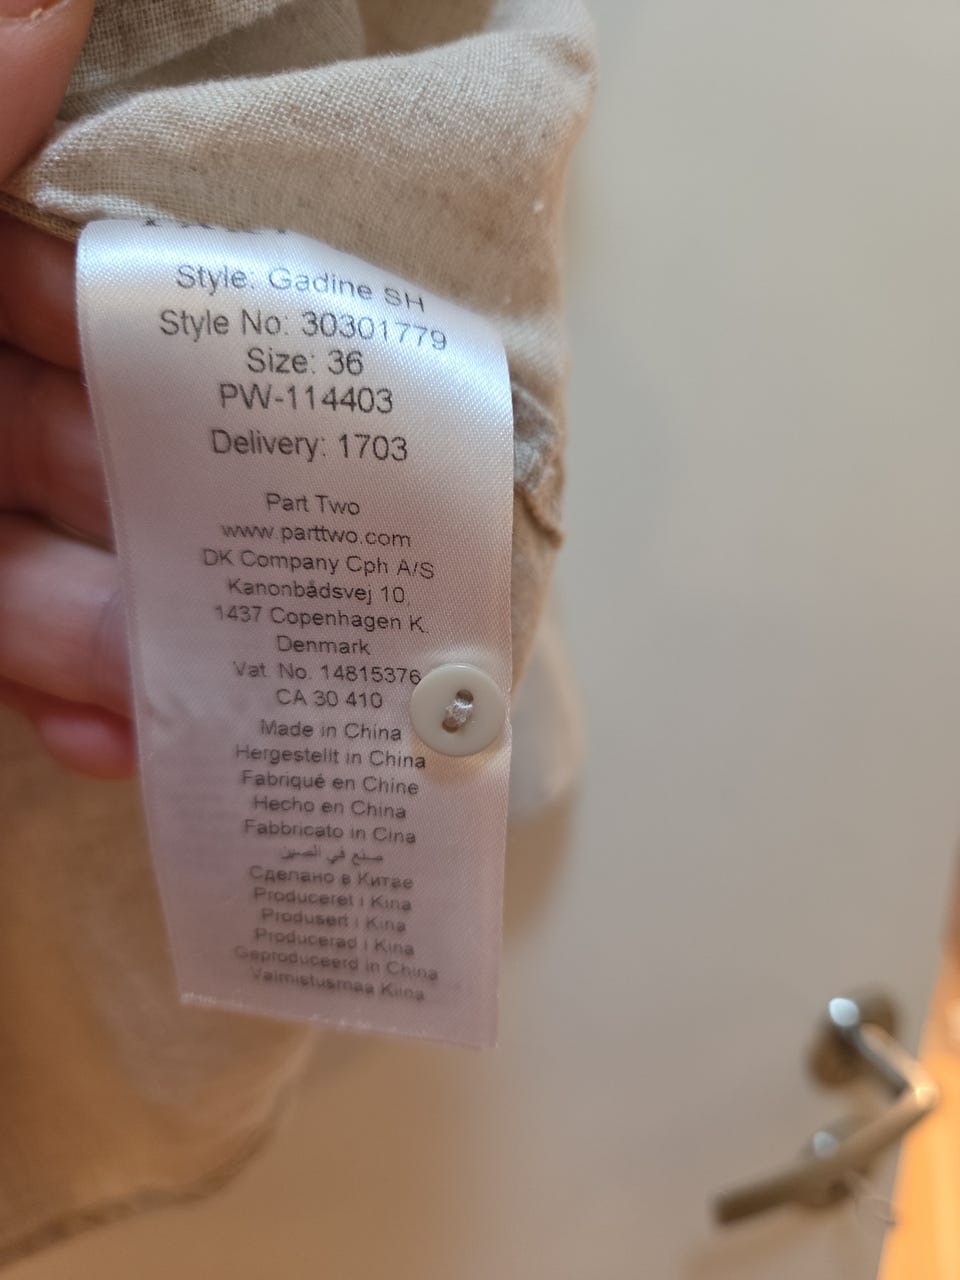 Style: Gadine SH
Style No: 30301779
Size: 36
PW-114403
Delivery: 1703
Part Two
www.parttwo.com
DK Company Cph A/S
Kanonbådsvej 10,
1437 Copenhagen K.
Denmark
Vat. No. 14815376
CA 30 410
Made in China
Hergestellt in China
Fabriqué en Chine
Hecho en China
Fabbricato in Cina
صنع في الصين
Сделано в Китае
Produceret i Kina
Produsert i Kina
Producerad i Kina
Geproduceerd in China
Valmistusmaa Kiina